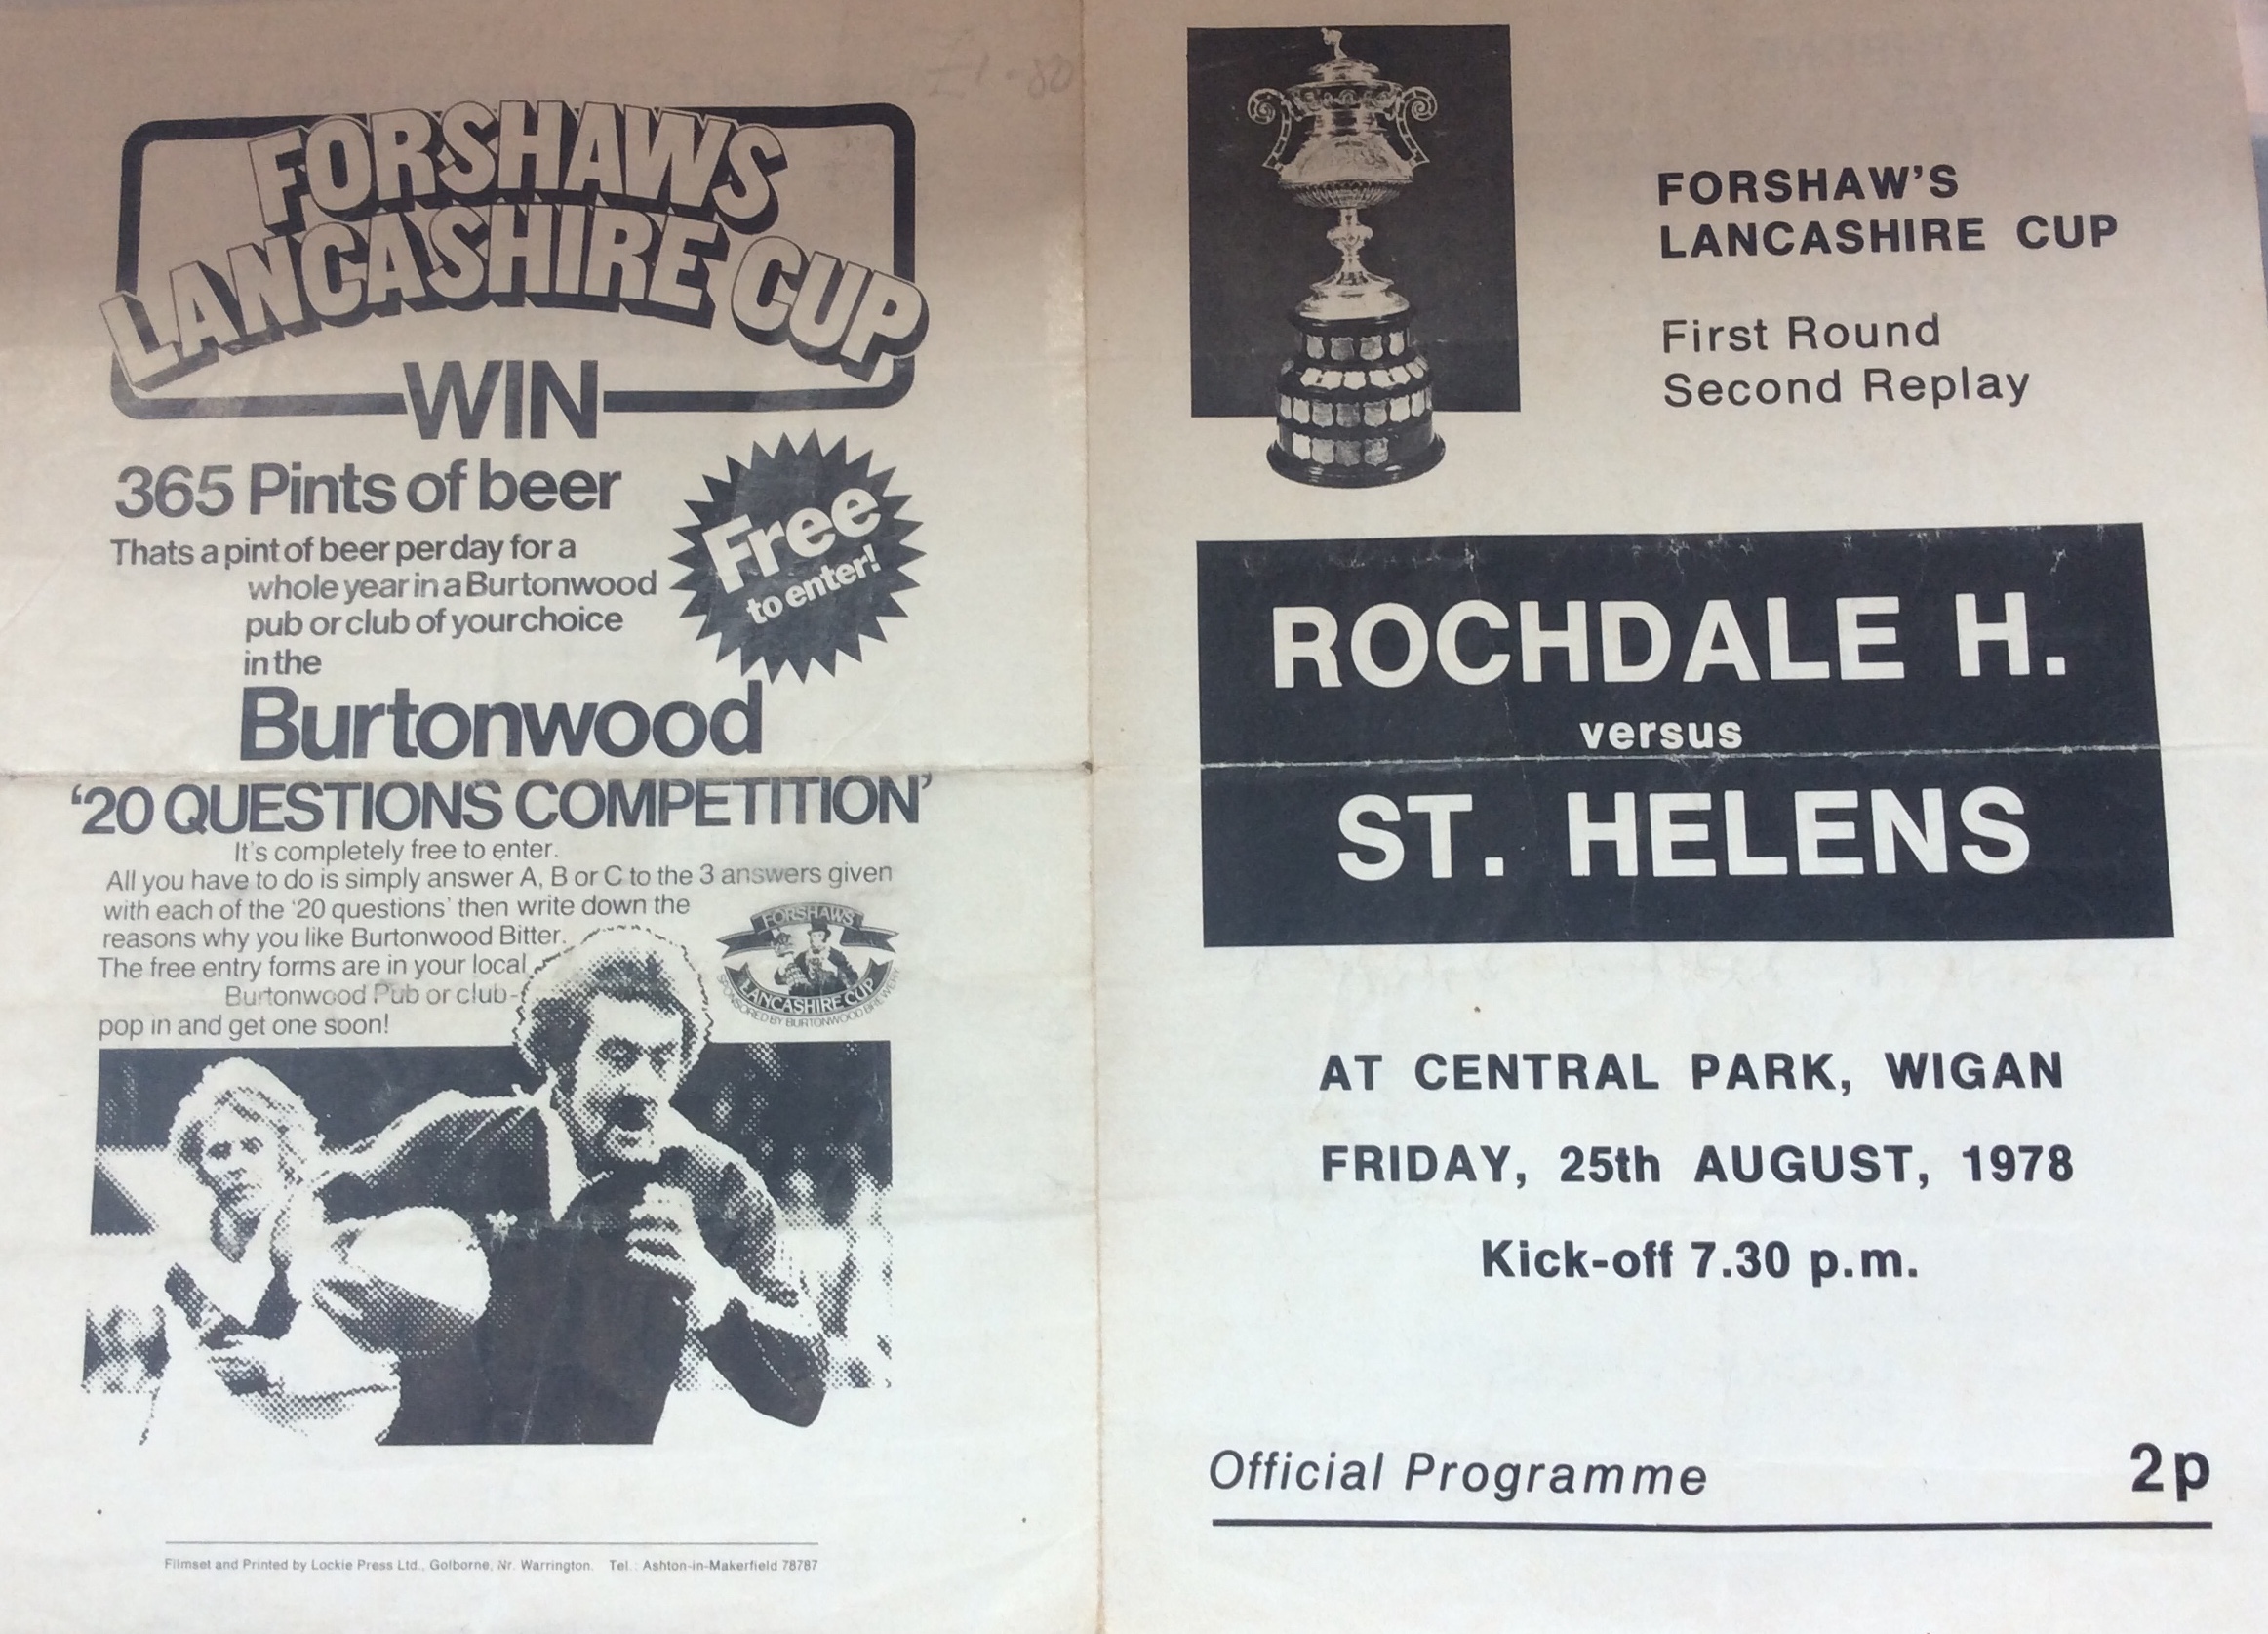 £1.80
FORSHAWS
LANCASHIRE CUP
WIN
365 Pints of beer
Thats a pint of beer per day for a
whole year in a Burtonwood
pub or club of your choice
in the
Free
to enter!
Burtonwood
‘20 QUESTIONS COMPETITION’
It's completely free to enter.
All you have to do is simply answer A, B or C to the 3 answers given
with each of the ‘20 questions’ then write down the
reasons why you like Burtonwood Bitter.
The free entry forms are in your local
Burtonwood Pub or club-
pop in and get one soon!
FORSHAWS
LANCASHIRE CUP
SPONSORED BY BURTONWOOD BREWERY
Filmset and Printed by Lockie Press Ltd., Golborne, Nr. Warrington. Tel.: Ashton-in-Makerfield 78787
FORSHAW'S
LANCASHIRE CUP
First Round
Second Replay
ROCHDALE H.
versus
ST. HELENS
AT CENTRAL PARK, WIGAN
FRIDAY, 25th AUGUST, 1978
Kick-off 7.30 p.m.
Official Programme 2p